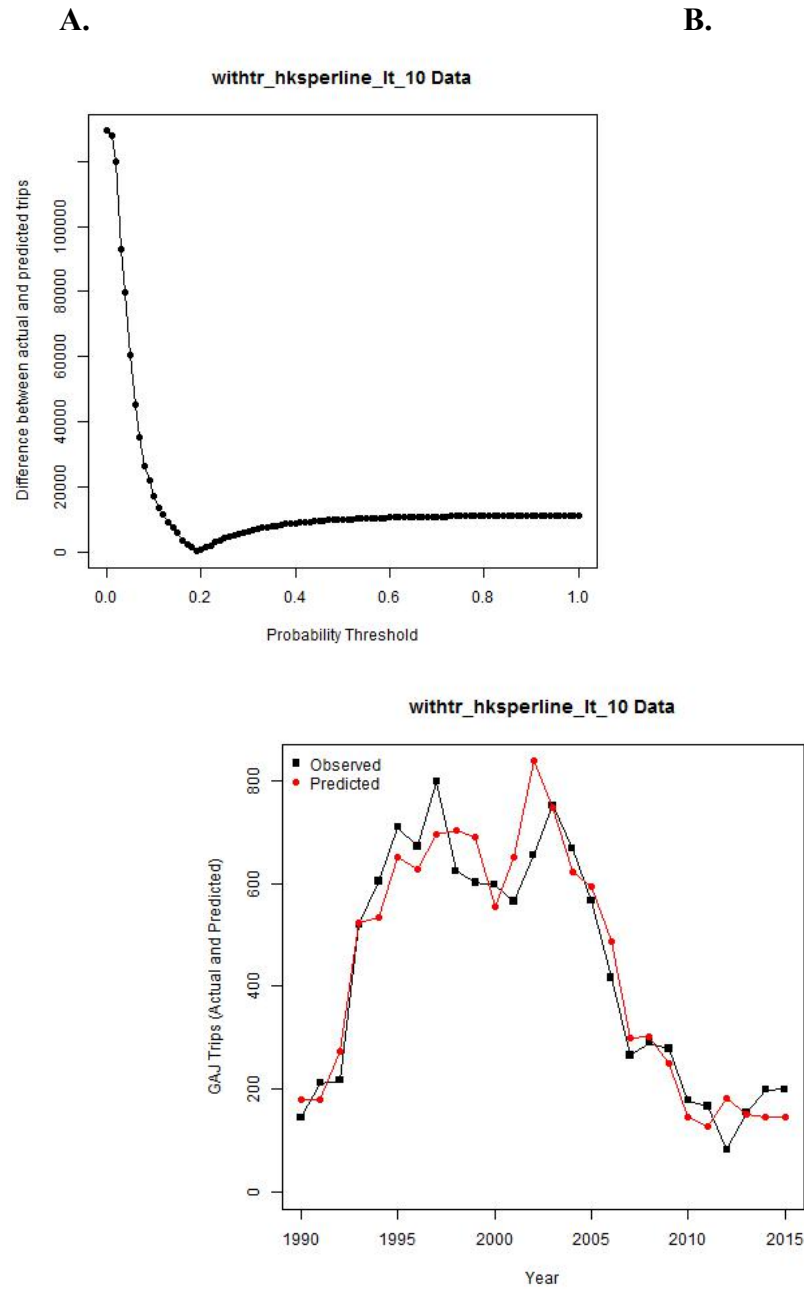 A. B.
withtr_hksperline_lt_10 Data
Difference between actual and predicted trips
100000
80000
60000
40000
20000
0
0.0 0.2 0.4 0.6 0.8 1.0
Probability Threshold
withtr_hksperline_lt_10 Data
Observed
Predicted
GAJ Trips (Actual and Predicted)
800
600
400
200
0
1990 1995 2000 2005 2010 2015
Year